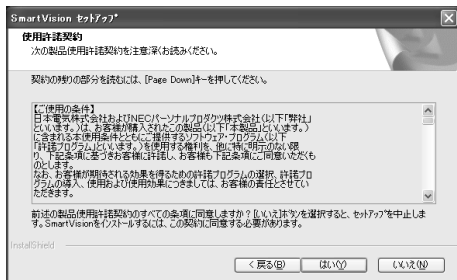 SmartVision ｾｯﾄｱｯﾌﾟ
使用許諾契約
次の製品使用許諾契約を注意深くお読みください。
契約の残りの部分を読むには、[Page Down]キーを押してください。
【ご使用の条件】
日本電気株式会社およびNECパーソナルプロダクツ株式会社(以下「弊社」
といいます。)は、お客様が購入されたこの製品(以下「本製品」といいます。)
に含まれる本使用条件とともにご提供するソフトウェア・プログラム(以下
「許諾プログラム」といいます。)を使用する権利を、他に特に明示のない限
り、下記条項に基づきお客様に許諾し、お客様も下記条項にご同意いただくも
のとします。
なお、お客様が期待される効果を得るための許諾プログラムの選択、許諾プロ
グラムの導入、使用および使用効果につきましては、お客様の責任とさせてい
ただきます。
前述の製品使用許諾契約のすべての条項に同意しますか？[いいえ]ﾎﾞﾀﾝを選択すると、ｾｯﾄｱｯﾌﾟを中止しま
す。SmartVisionをインストールするには、この契約に同意する必要があります。
InstallShield
< 戻る(B)
はい(Y)
いいえ(N)